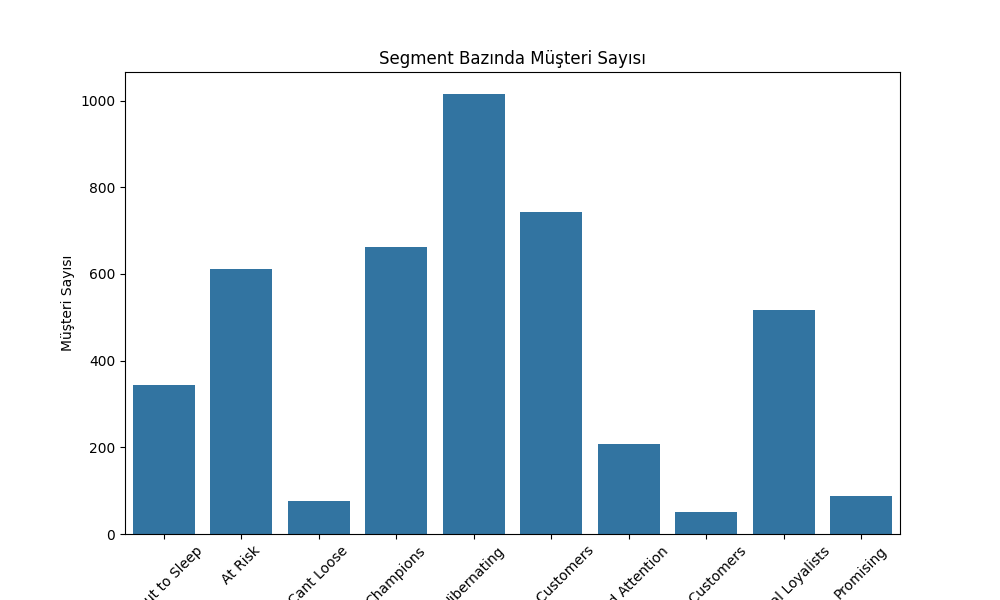 Segment Bazında Müşteri Sayısı
Müşteri Sayısı
1000
800
600
400
200
0
ut to Sleep
At Risk
Cant Loose
Champions
ibernating
Customers
d Attention
Customers
al Loyalists
Promising